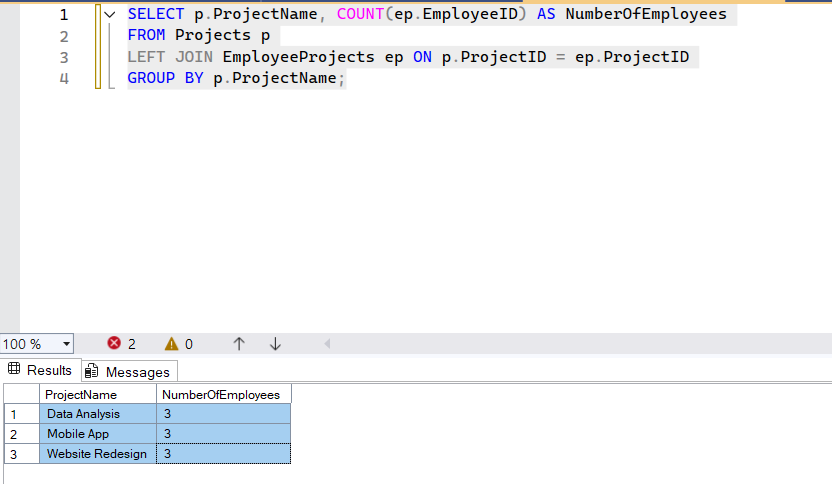 1 SELECT p.ProjectName, COUNT(ep.EmployeeID) AS NumberOfEmployees
2 FROM Projects p
3 LEFT JOIN EmployeeProjects ep ON p.ProjectID = ep.ProjectID
4 GROUP BY p.ProjectName;
100 % 2 0
Results Messages
ProjectName NumberOfEmployees
1 Data Analysis 3
2 Mobile App 3
3 Website Redesign 3